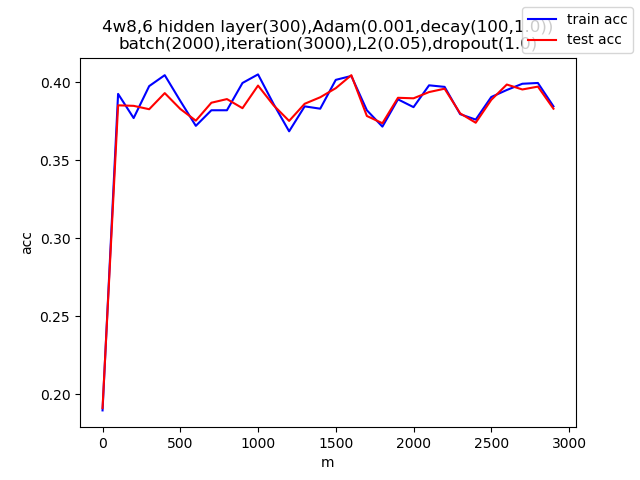 4w8,6 hidden layer(300),Adam(0.001,decay(100,1.0))
batch(2000),iteration(3000),L2(0.05),dropout(1.0)
train acc
test acc
0.40
0.35
0.30
0.25
0.20
acc
0
500
1000
1500
2000
2500
3000
m